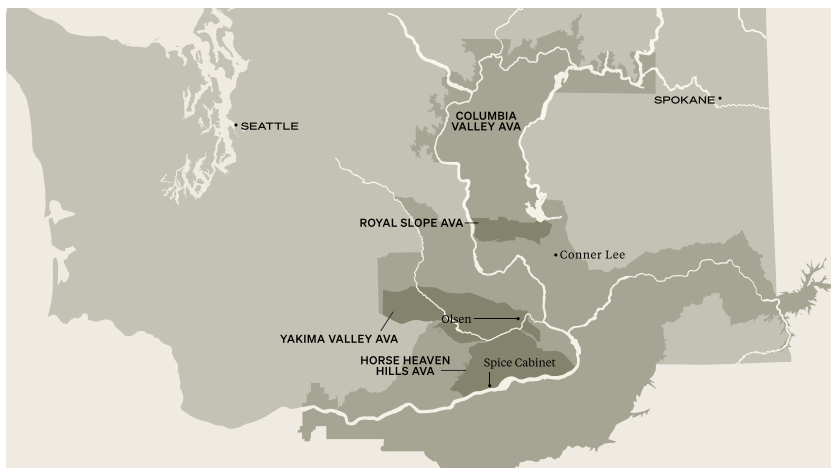 SPOKANE
COLUMBIA
VALLEY AVA
SEATTLE
ROYAL SLOPE AVA
Conner Lee
Olsen
YAKIMA VALLEY AVA
HORSE HEAVEN
HILLS AVA
Spice Cabinet